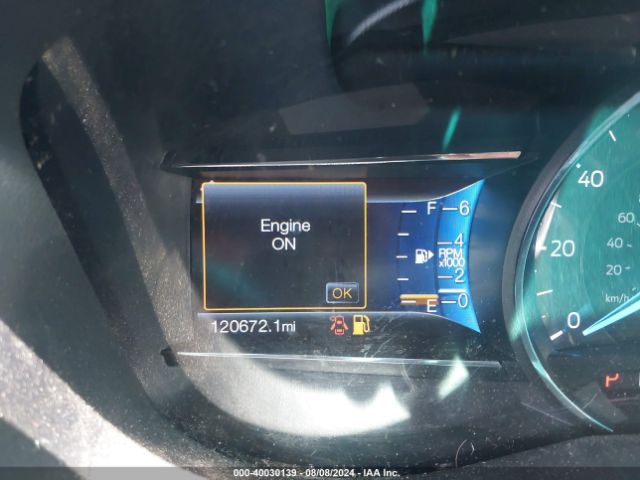 Engine
ON
OK
120672.1mi
F
E
6
4
RPM
x1000
2
0
40
20
0
60
40
20
km/h
000-40030139 - 08/08/2024 - IAA Inc.